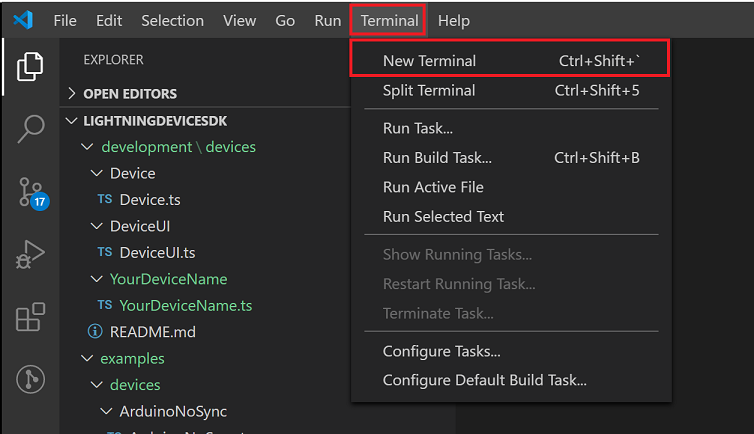 File Edit Selection View Go Run Terminal Help
EXPLORER
OPEN EDITORS
LIGHTNINGDEVICESDK
development \ devices
Device
TS Device.ts
DeviceUI
TS DeviceUI.ts
17
YourDeviceName
TS YourDeviceName.ts
README.md
examples
devices
ArduinoNoSync
New Terminal Ctrl+Shift+`
Split Terminal Ctrl+Shift+5
Run Task...
Run Build Task... Ctrl+Shift+B
Run Active File
Run Selected Text
Show Running Tasks...
Restart Running Task...
Terminate Task...
Configure Tasks...
Configure Default Build Task...